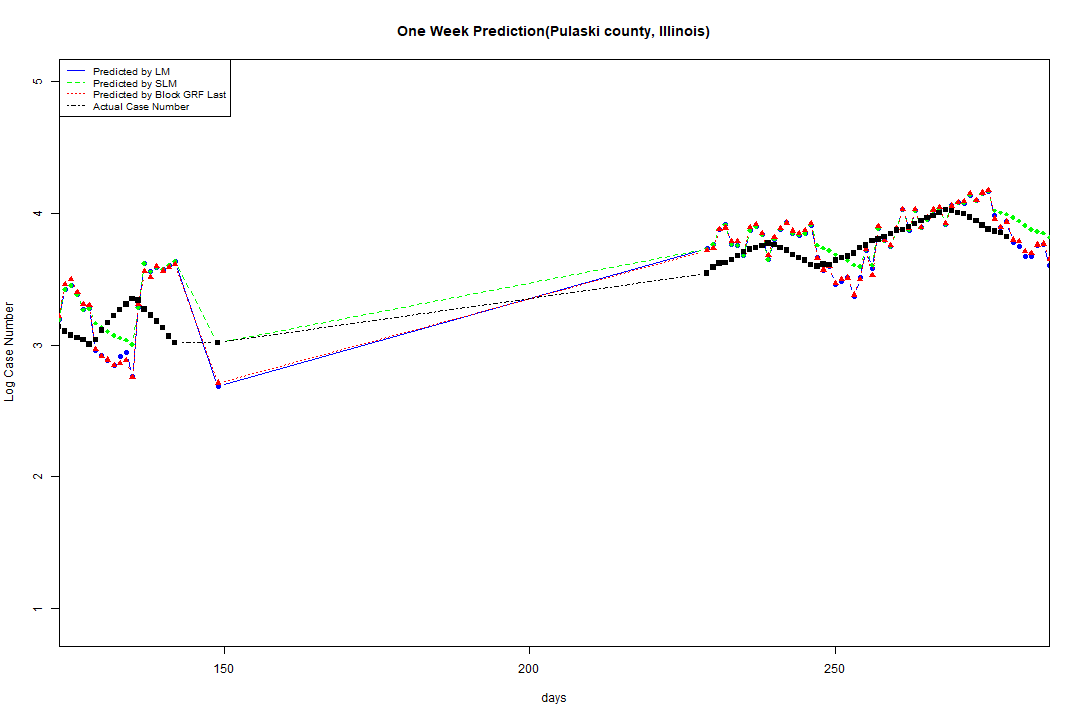 One Week Prediction(Pulaski county, Illinois)
Predicted by LM
Predicted by SLM
Predicted by Block GRF Last
Actual Case Number
5
4
3
2
1
Log Case Number
150
200
250
days